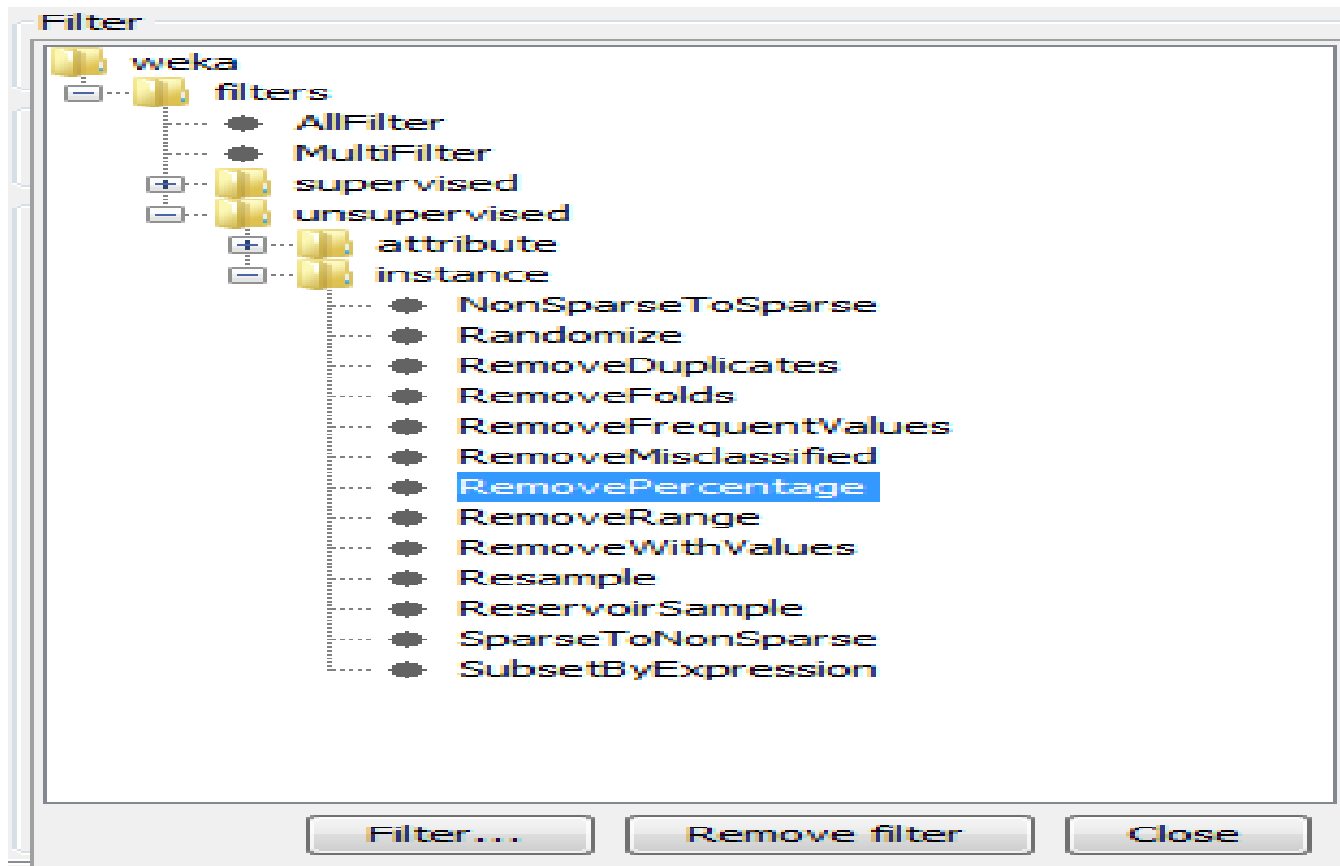 Filter
weka
filters
AllFilter
MultiFilter
supervised
unsupervised
attribute
instance
NonSparseToSparse
Randomize
RemoveDuplicates
RemoveFolds
RemoveFrequentValues
RemoveMisclassified
RemovePercentage
RemoveRange
RemoveWithValues
Resample
ReservoirSample
SparseToNonSparse
SubsetByExpression
Filter... Remove filter Close